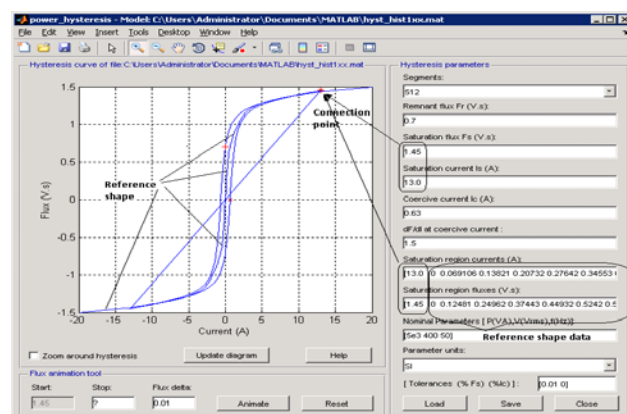 power_hysteresis - Model: C:\Users\Administrator\Documents\MATLAB\hyst_hist1xx.mat
File Edit View Insert Tools Desktop Window Help
Hysteresis curve of file:C:\Users\Administrator\Documents\MATLAB\hyst_hist1xx.mat
1.5
1
0.5
0
-0.5
-1
-1.5
-20
-15
-10
-5
0
5
10
15
20
Flux (V.s)
Current (A)
Connection
point
Reference
shape
Zoom around hysteresis
Update diagram
Help
Flux animation tool
Start:
Stop:
Flux delta:
1.45
?
0.01
Animate
Reset
Hysteresis parameters
Segments:
512
Remnant flux Fr (V.s):
0.7
Saturation flux Fs (V.s):
1.45
Saturation current Is (A):
13.0
Coercive current Ic (A):
0.63
dF/dI at coercive current :
1.5
Saturation region currents (A):
[13.0 0 0.069106 0.13821 0.20732 0.27642 0.34553
Saturation region fluxes (V.s):
[1.45 0 0.12481 0.24962 0.37443 0.44932 0.5242
Nominal Parameters [ P(VA),V(Vrms),f(Hz)]
[5e3 400 50]
Reference shape data
Parameter units:
SI
[ Tolerances (% Fs) (%Ic) ] :
[0.01 0]
Load
Save
Close